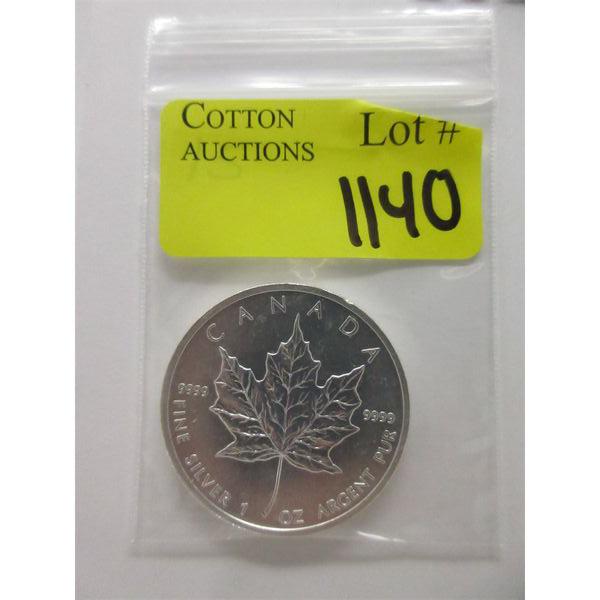 COTTON
AUCTIONS
Lot #
1140
CANADA
9999
9999
FINE SILVER 1 OZ ARGENT PUR